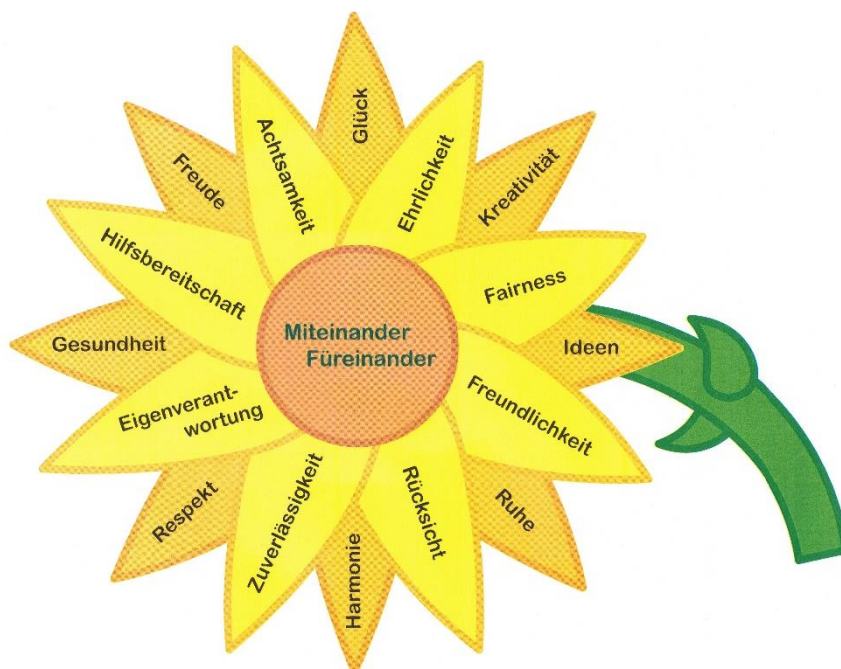 Glück
Ehrlichkeit
Kreativität
Fairness
Ideen
Freundlichkeit
Ruhe
Rücksicht
Harmonie
Zuverlässigkeit
Respekt
Eigenverant-
wortung
Gesundheit
Hilfsbereitschaft
Freude
Achtsamkeit
Miteinander
Füreinander